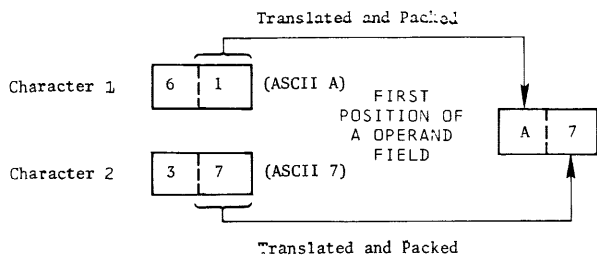 Translated and Packed
Character 1 6 1 (ASCII A)
FIRST
POSITION OF
A OPERAND
FIELD
A 7
Character 2 3 7 (ASCII 7)
Translated and Packed